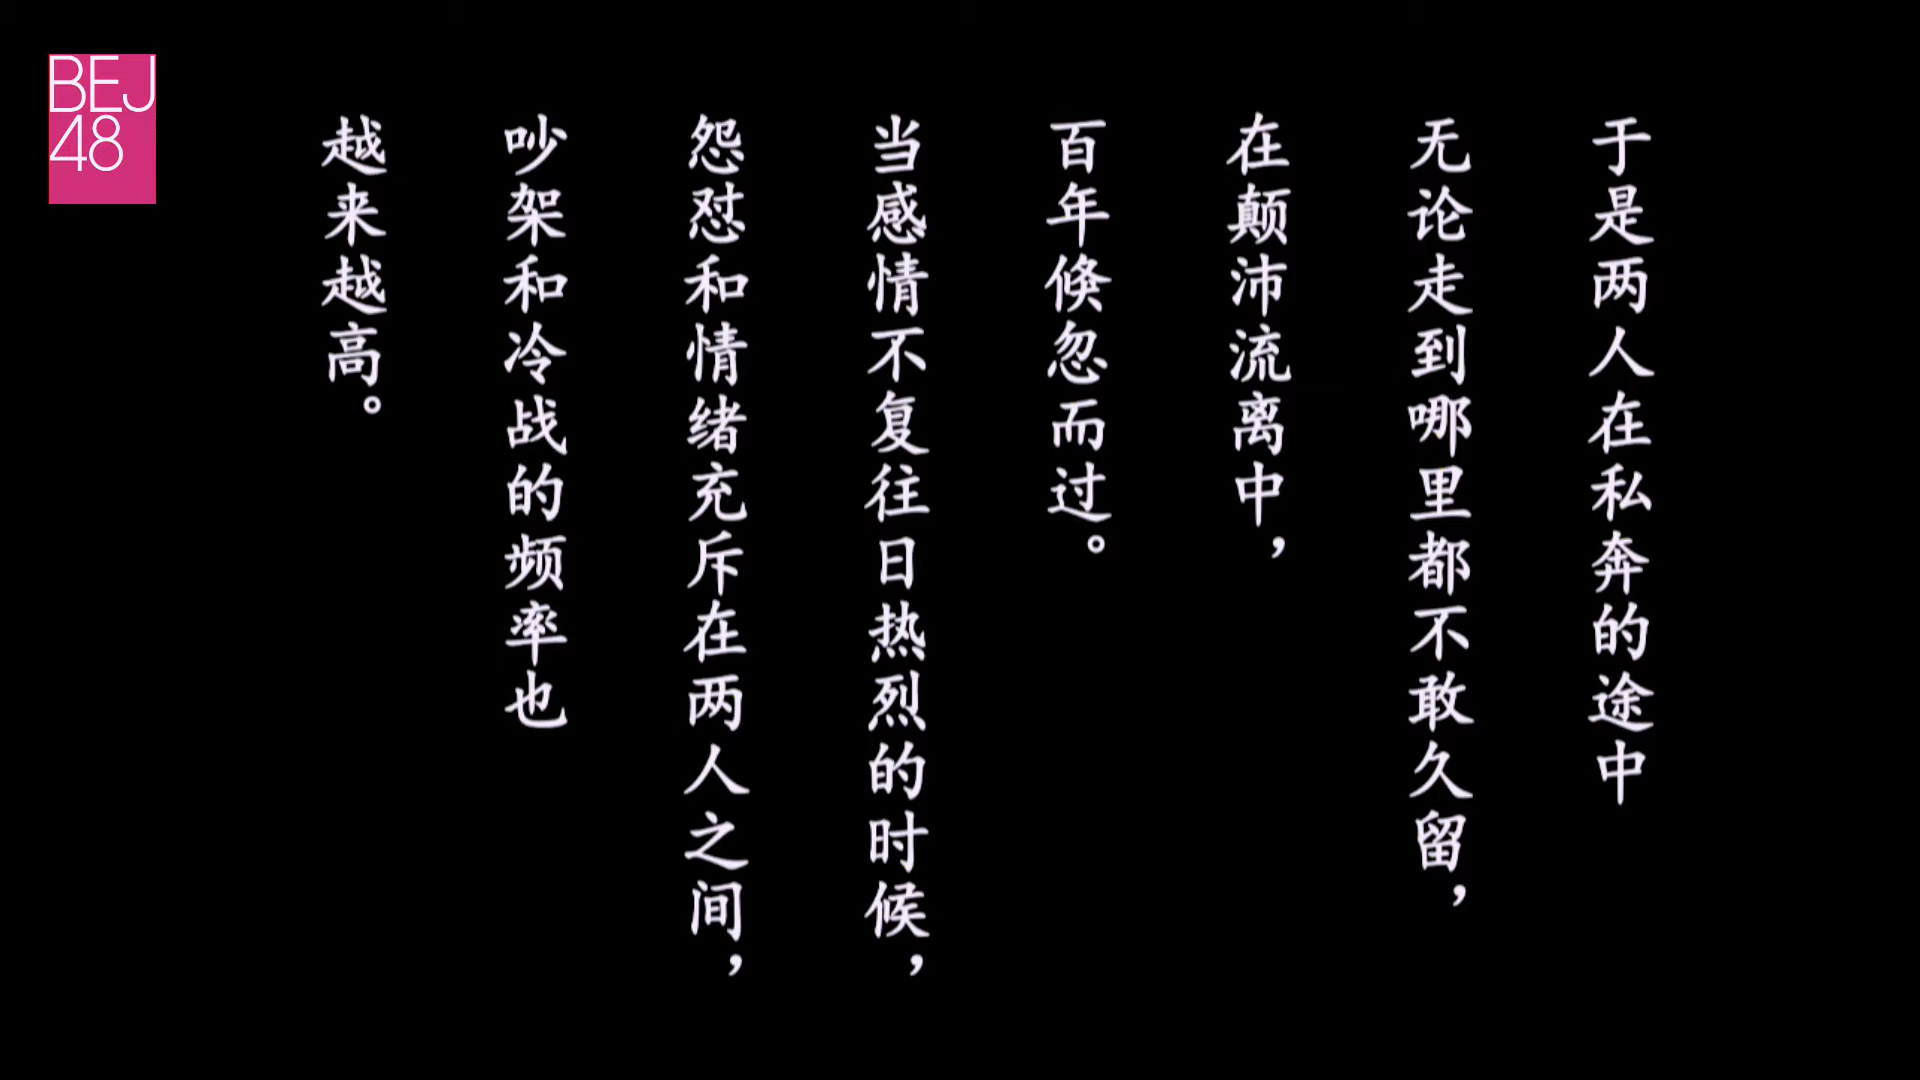 BEJ
48
于是两人在私奔的途中
无论走到哪里都不敢久留，
在颠沛流离中，
百年倏忽而过。
当感情不复往日热烈的时候，
怨怼和情绪充斥在两人之间，
吵架和冷战的频率也
越来越高。